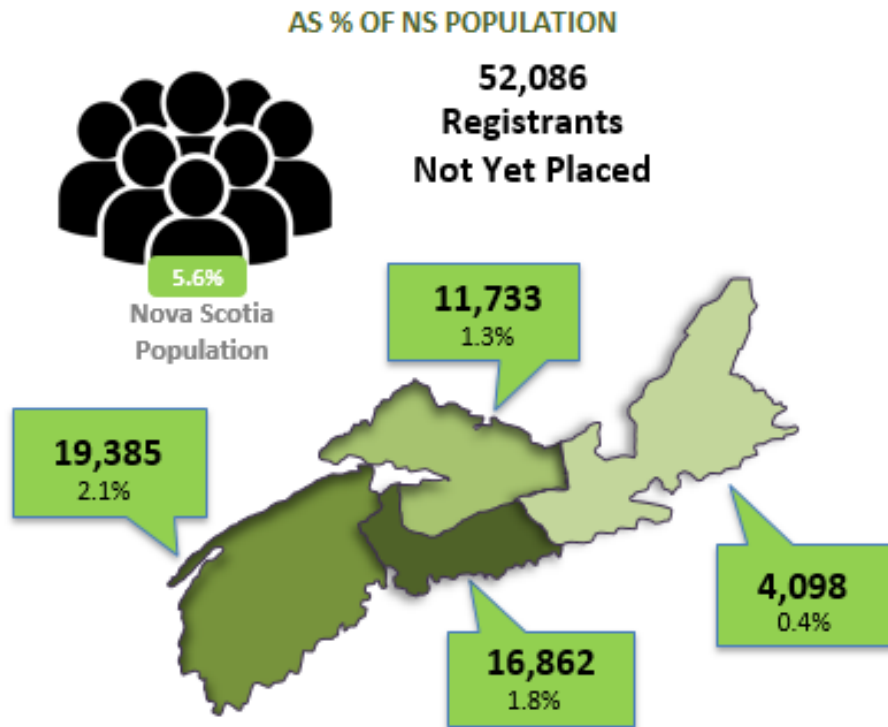 AS % OF NS POPULATION
52,086
Registrants
Not Yet Placed
5.6%
Nova Scotia
Population
11,733
1.3%
19,385
2.1%
4,098
0.4%
16,862
1.8%